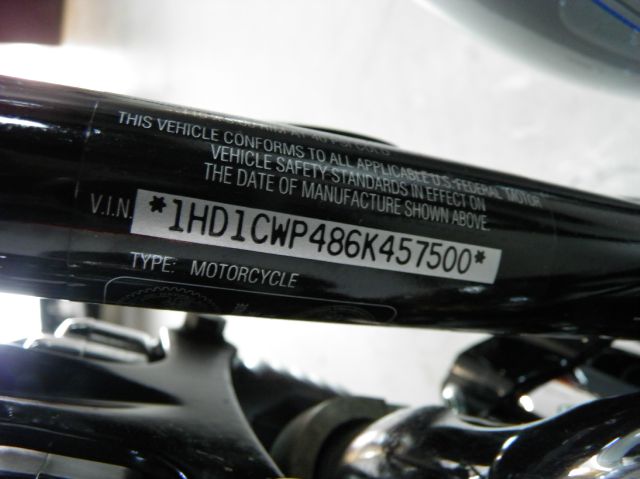 THIS VEHICLE CONFORMS TO ALL APPLICABLE U.S. FEDERAL MOTOR
VEHICLE SAFETY STANDARDS IN EFFECT ON
THE DATE OF MANUFACTURE SHOWN ABOVE.
V.I.N. *1HD1CWP486K457500*
TYPE: MOTORCYCLE